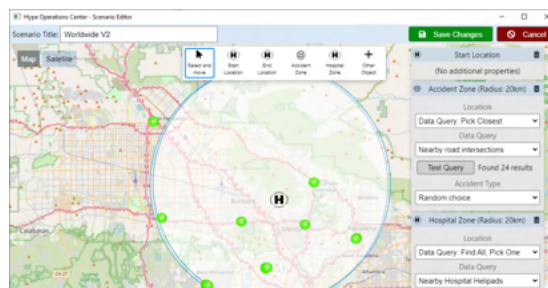 Hype Operations Center - Scenario Editor
Scenario Title: Worldwide V2
Save Changes
Cancel
Map Satellite
Select and move
Start Location
End Location
Accident Zone
Hospital Zone
Other Object
Start Location
(No additional properties)
Accident Zone (Radius: 20km)
Location
Data Query: Pick Closest
Data Query
Nearby road intersections
Test Query Found 24 results
Accident Type
Random choice
Hospital Zone (Radius: 20km)
Location
Data Query: Find All, Pick One
Data Query
Nearby Hospital Helipads
Burbank
Calabasas
Alhambra